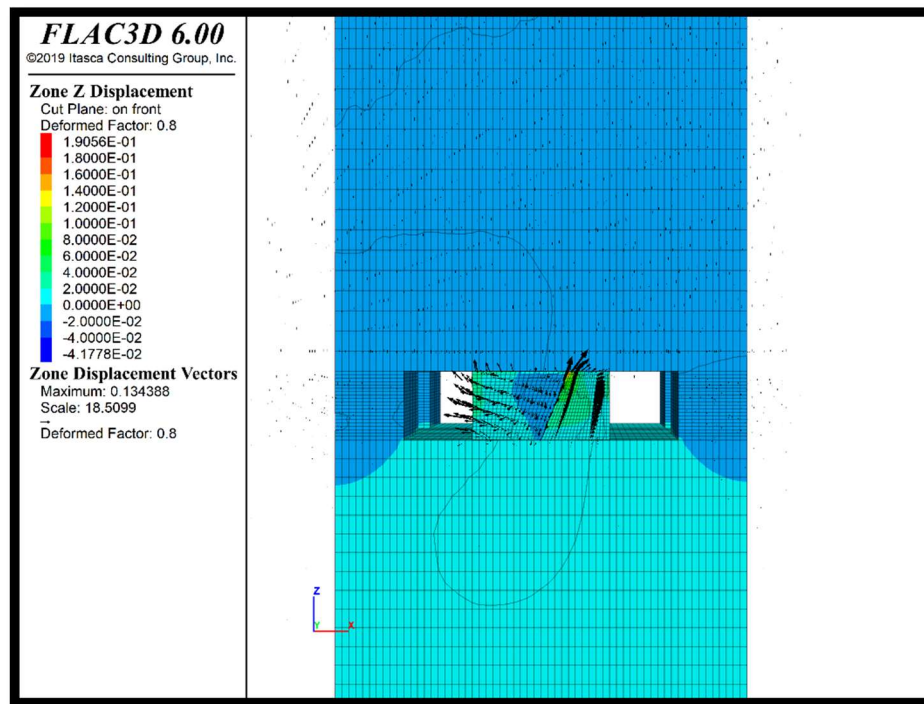 FLAC3D 6.00
©2019 Itasca Consulting Group, Inc.
Zone Z Displacement
Cut Plane: on front
Deformed Factor: 0.8
1.9056E-01
1.8000E-01
1.6000E-01
1.4000E-01
1.2000E-01
1.0000E-01
8.0000E-02
6.0000E-02
4.0000E-02
2.0000E-02
0.0000E+00
-2.0000E-02
-4.0000E-02
-4.1778E-02
Zone Displacement Vectors
Maximum: 0.134388
Scale: 18.5099
Deformed Factor: 0.8
Z
Y X